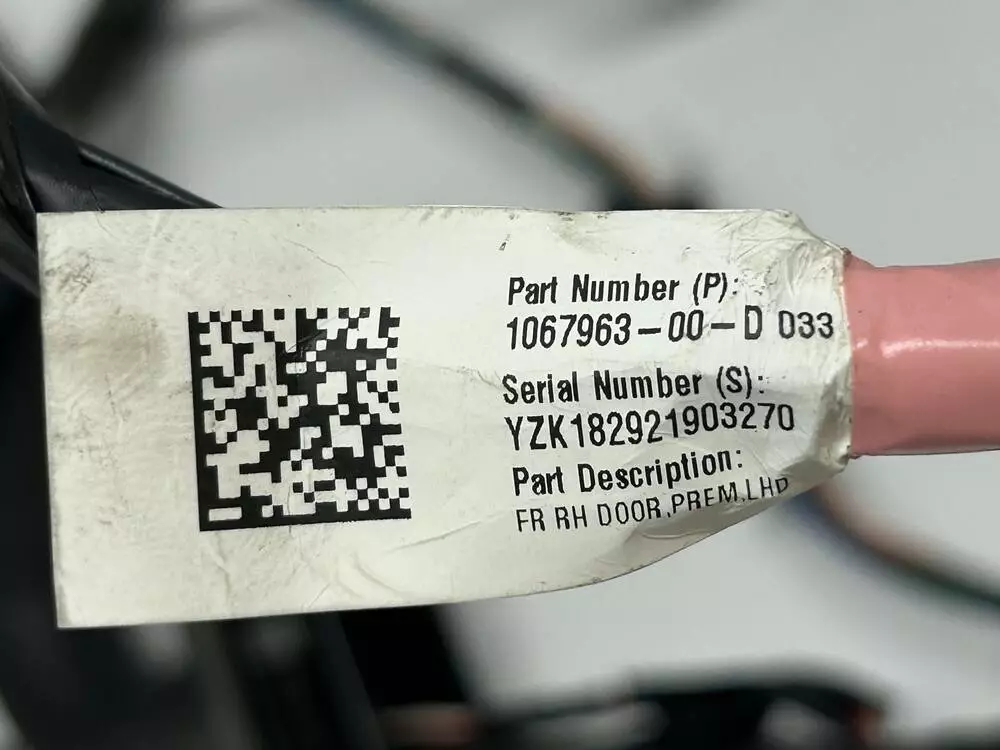 Part Number (P):
1067963-00-D 033
Serial Number (S):
YZK182921903270
Part Description:
FR RH DOOR,PREM,LHD